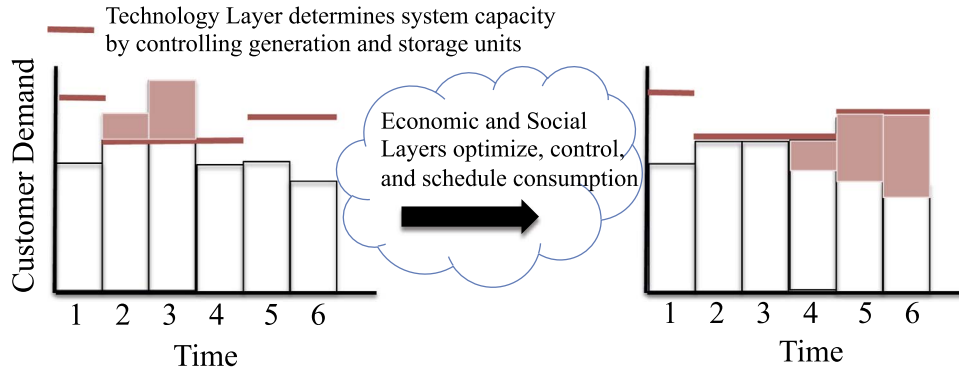 Technology Layer determines system capacity
by controlling generation and storage units
Customer Demand
1 2 3 4 5 6
Time
Economic and Social
Layers optimize, control,
and schedule consumption
1 2 3 4 5 6
Time